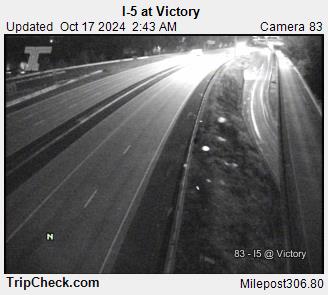 I-5 at Victory
Updated Oct 17 2024 2:43 AM Camera 83
T
N
83 - I5 @ Victory
TripCheck.com Milepost306.80